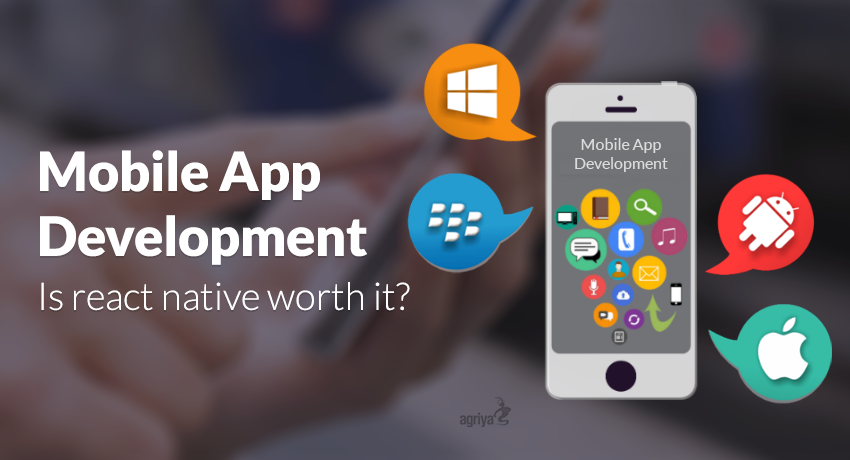 Mobile App
Development
Is react native worth it?
Mobile App
Development
agriya